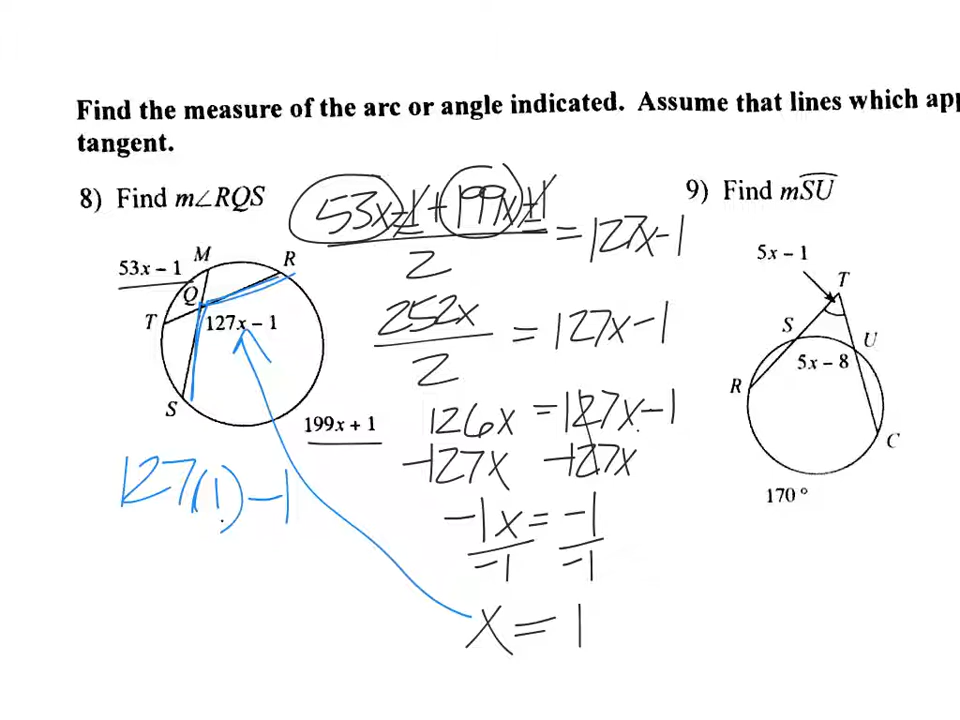 Find the measure of the arc or angle indicated. Assume that lines which app
tangent.
8) Find m∠RQS
53x-1 + 199x+1
2
= 127x-1
9) Find mSU
M
R
53x – 1
Q
T
127x – 1
S
199x + 1
252x
2
= 127x-1
126x = 127x-1
-127x -127x
-1x = -1
-1 -1
x = 1
127(1)-1
5x – 1
T
S
U
5x – 8
R
C
170°